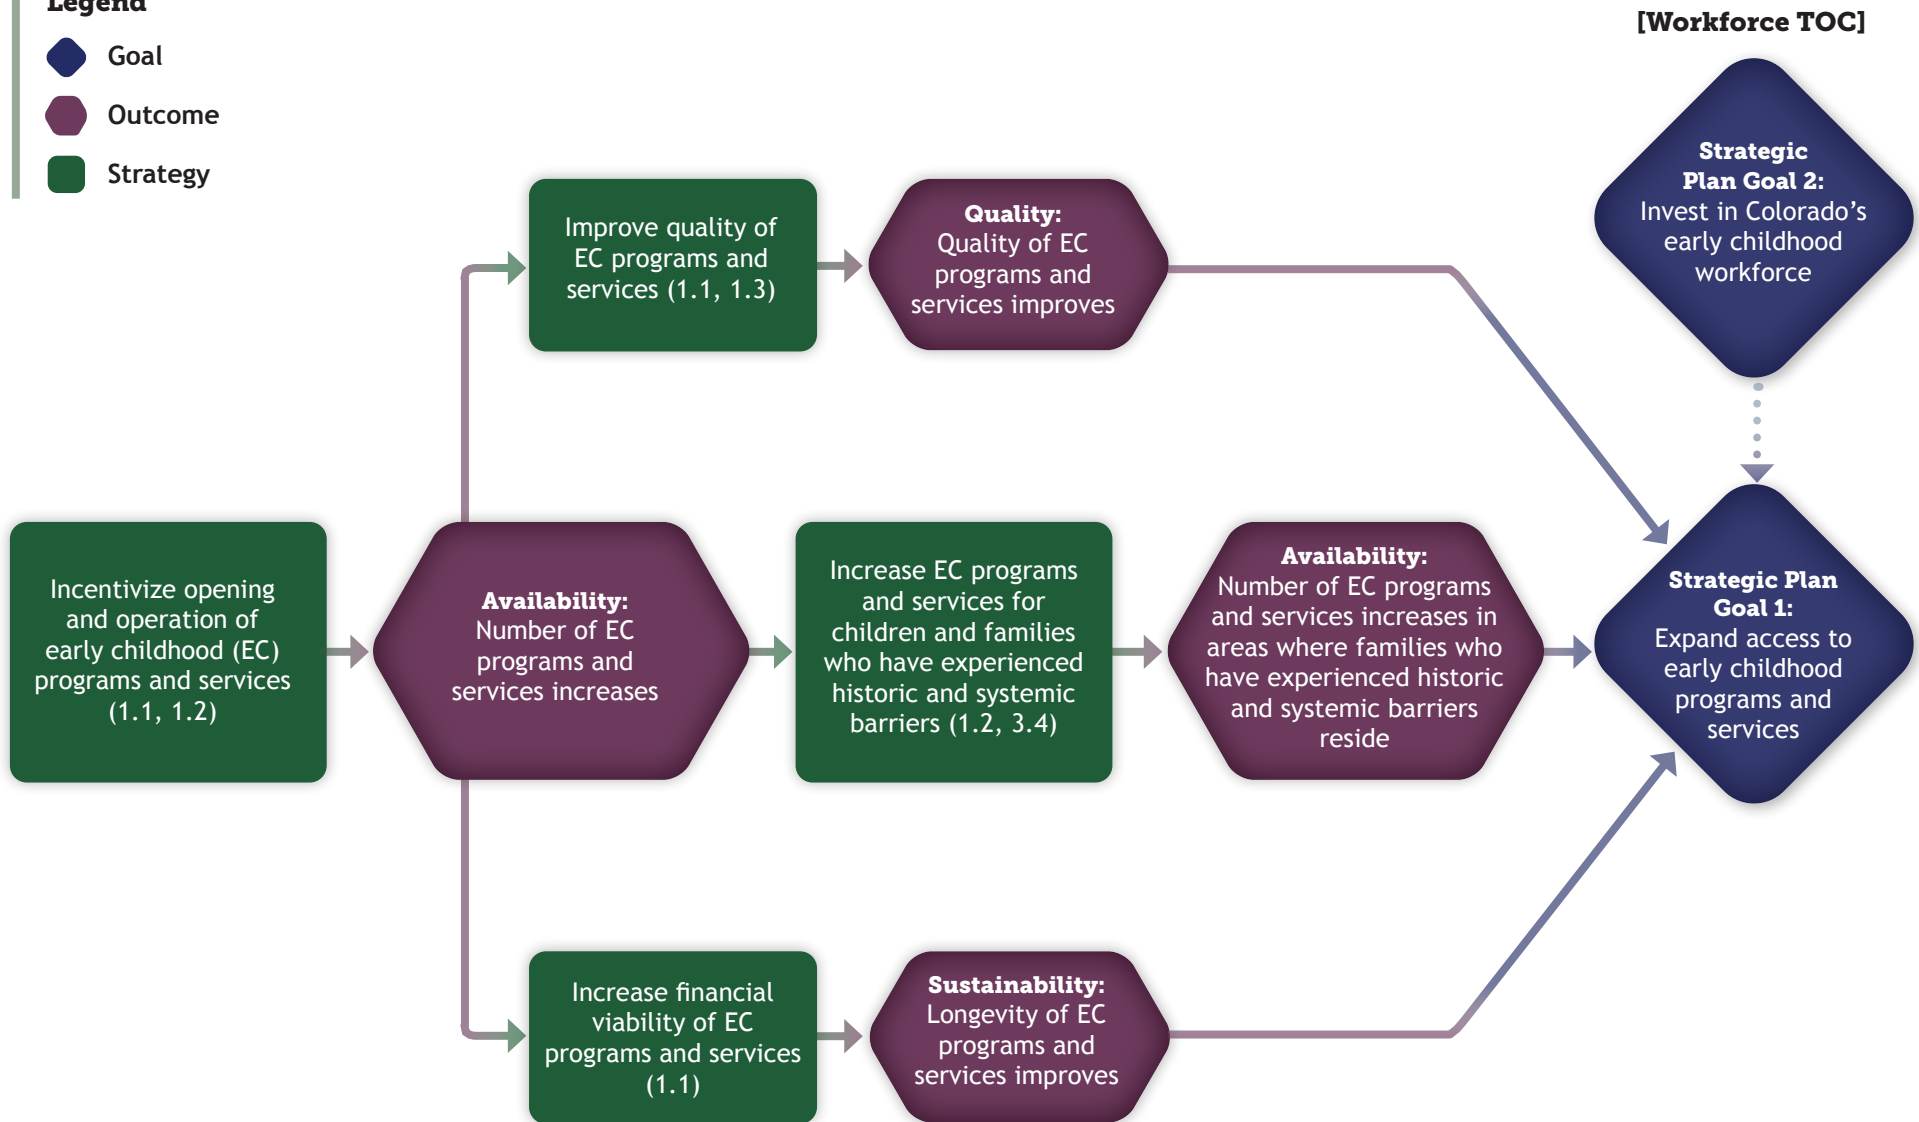 Legend
Goal
Outcome
Strategy
[Workforce TOC]
Strategic
Plan Goal 2:
Invest in Colorado’s
early childhood
workforce
Improve quality of
EC programs and
services (1.1, 1.3)
Quality:
Quality of EC
programs and
services improves
Incentivize opening
and operation of
early childhood (EC)
programs and services
(1.1, 1.2)
Availability:
Number of EC
programs and
services increases
Increase EC programs
and services for
children and families
who have experienced
historic and systemic
barriers (1.2, 3.4)
Availability:
Number of EC programs
and services increases in
areas where families who
have experienced historic
and systemic barriers
reside
Strategic Plan
Goal 1:
Expand access to
early childhood
programs and
services
Increase financial
viability of EC
programs and services
(1.1)
Sustainability:
Longevity of EC
programs and
services improves